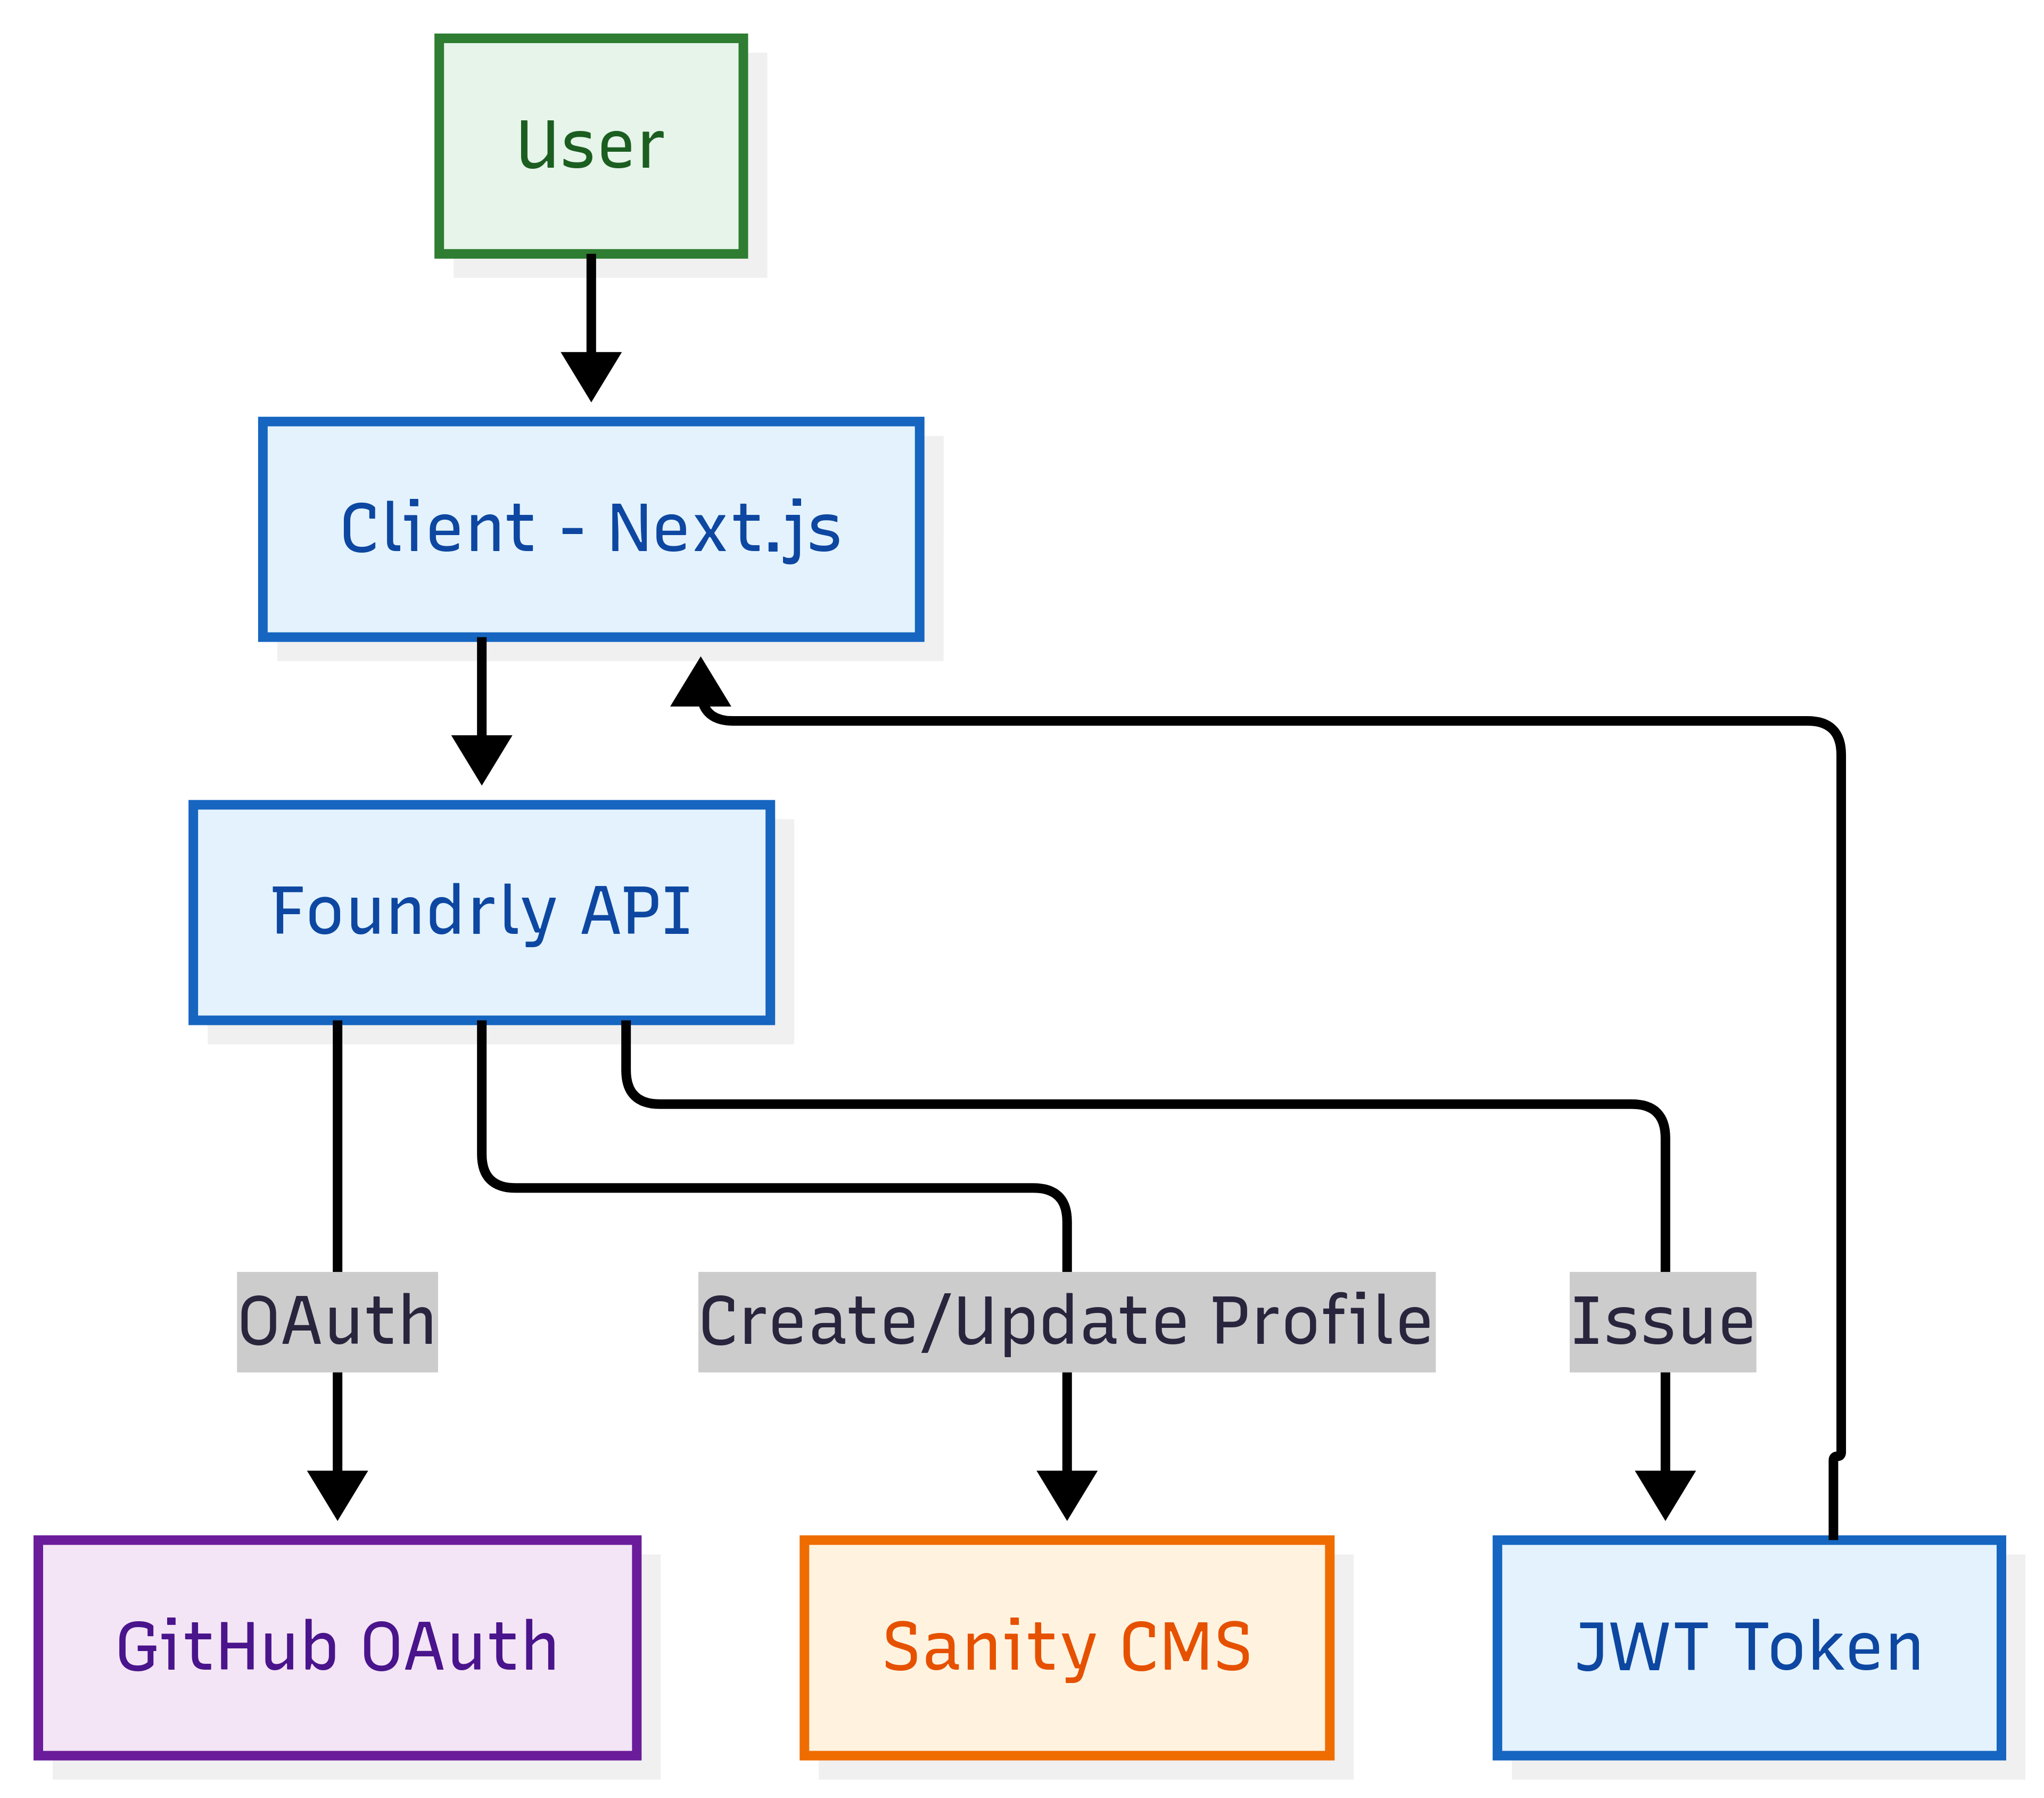 User
Client - Next.js
Foundrly API
OAuth
Create/Update Profile
Issue
GitHub OAuth
Sanity CMS
JWT Token